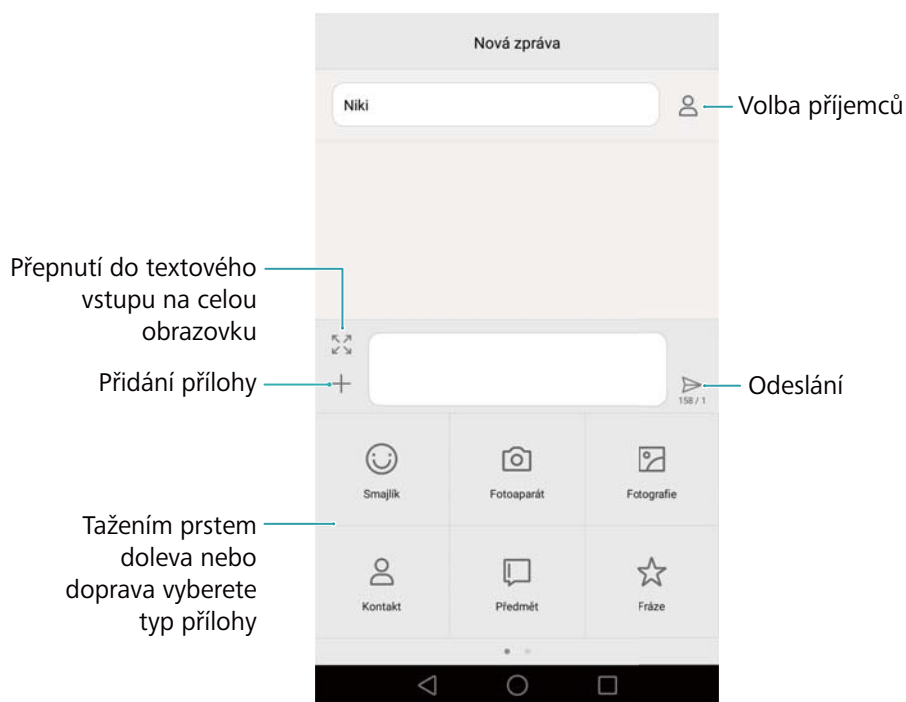 Nová zpráva
Niki
Volba příjemců
Přepnutí do textového
vstupu na celou
obrazovku
Přidání přílohy
Odeslání
158 / 1
Smajlík
Fotoaparát
Fotografie
Tažením prstem
doleva nebo
doprava vyberete
typ přílohy
Kontakt
Předmět
Fráze